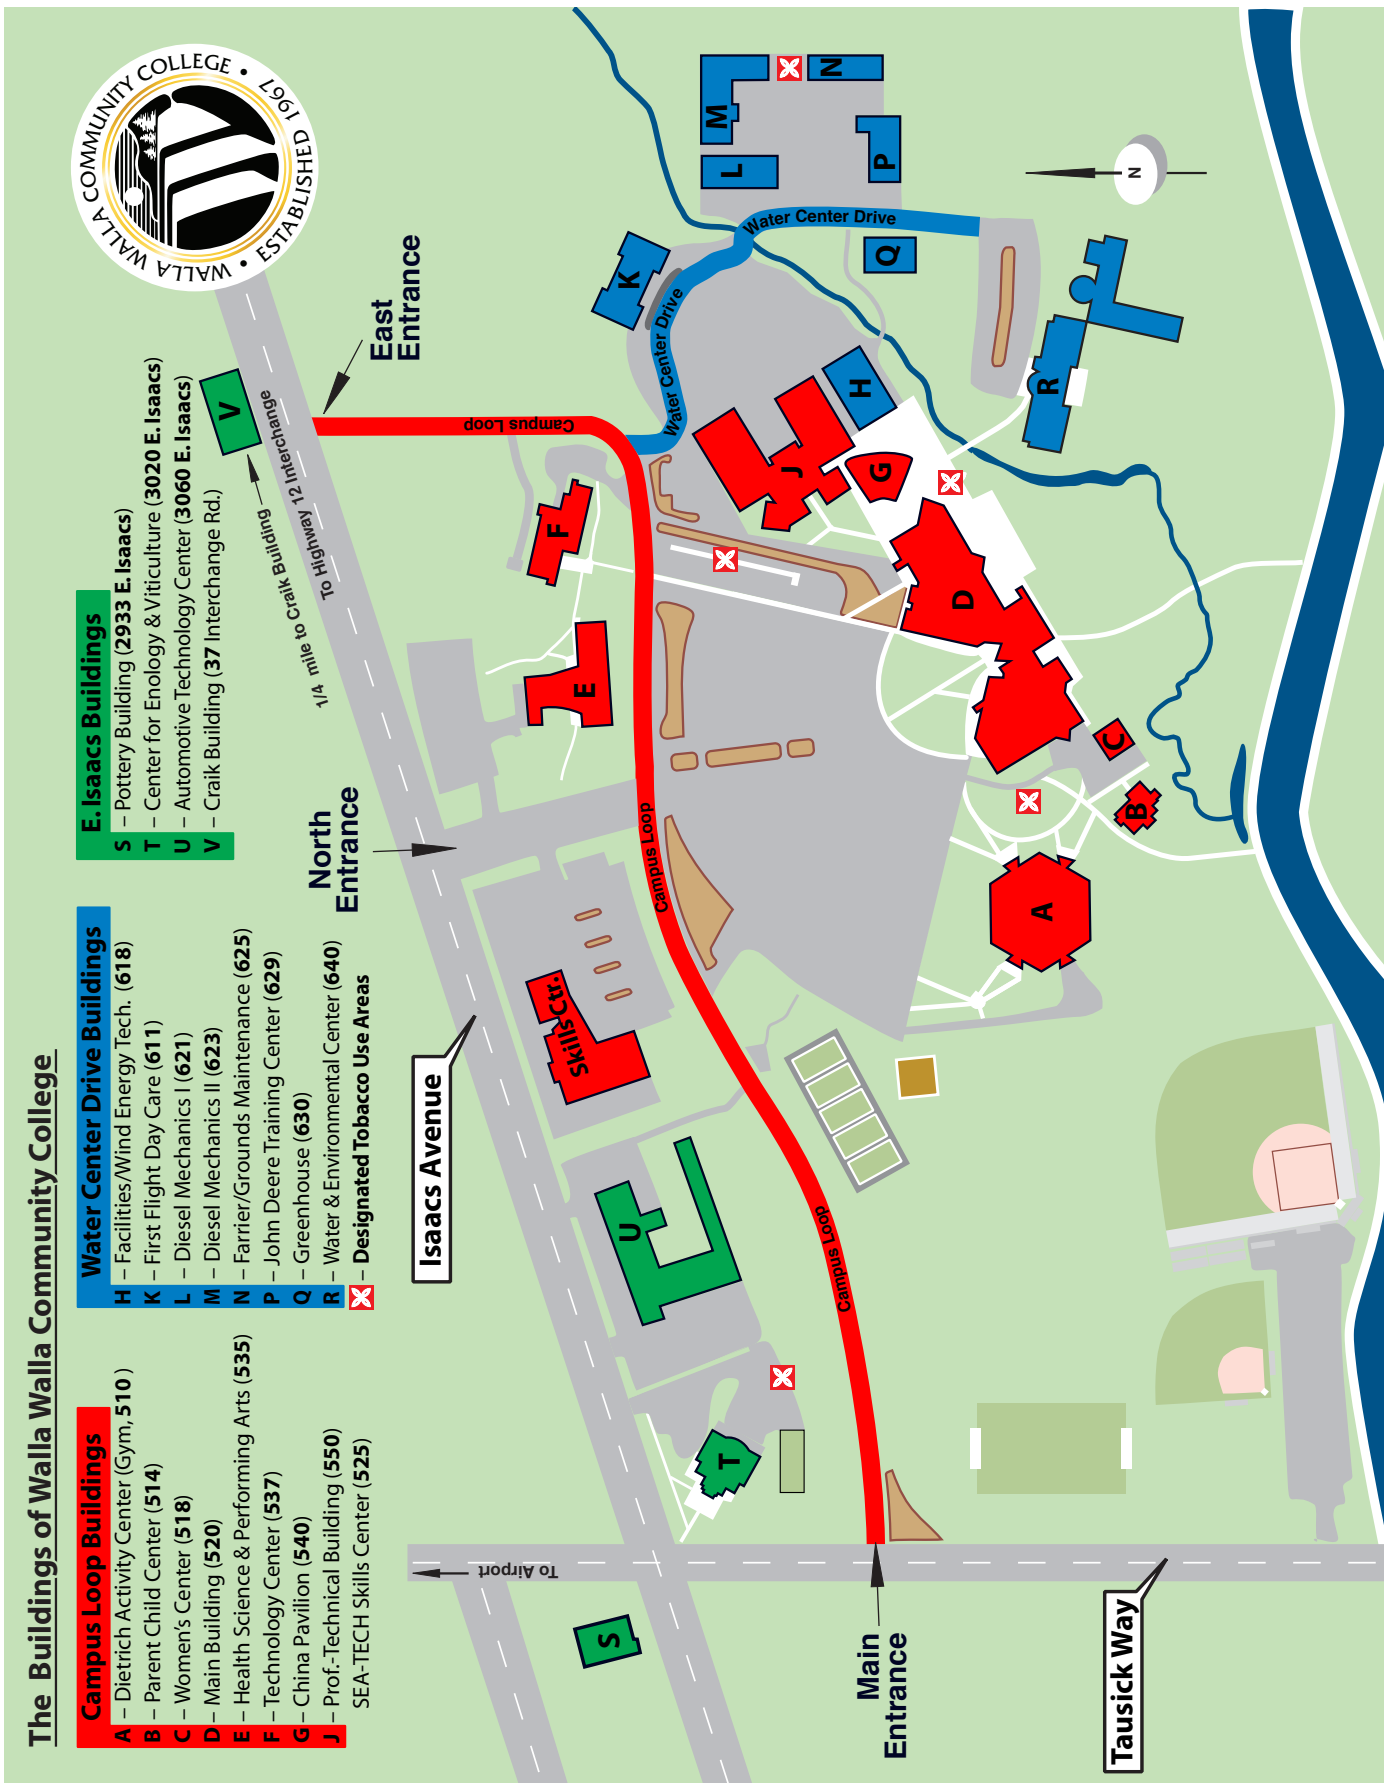 The Buildings of Walla Walla Community College
Campus Loop Buildings
A – Dietrich Activity Center (Gym, 510 )
B – Parent Child Center (514)
C – Women's Center (518)
D – Main Building (520)
E – Health Science & Performing Arts (535)
F – Technology Center (537)
G – China Pavilion (540)
J – Prof.-Technical Building (550)
SEA-TECH Skills Center (525)
Water Center Drive Buildings
H – Facilities/Wind Energy Tech. (618)
K – First Flight Day Care (611)
L – Diesel Mechanics I (621)
M – Diesel Mechanics II (623)
N – Farrier/Grounds Maintenance (625)
P – John Deere Training Center (629)
Q – Greenhouse (630)
R – Water & Environmental Center (640)
– Designated Tobacco Use Areas
E. Isaacs Buildings
S – Pottery Building (2933 E. Isaacs)
T – Center for Enology & Viticulture (3020 E. Isaacs)
U – Automotive Technology Center (3060 E. Isaacs)
V – Craik Building (37 Interchange Rd.)
WALLA WALLA COMMUNITY COLLEGE •
ESTABLISHED 1967 •
V
1/4 mile to Craik Building
To Highway 12 Interchange
East
Entrance
North
Entrance
Isaacs Avenue
Campus Loop
F
E
K
Water Center Drive
Water Center Drive
L
M
N
P
Q
Skills Ctr.
Campus Loop
J
H
G
R
N
U
D
T
Campus Loop
C
B
A
To Airport
S
Main
Entrance
Tausick Way